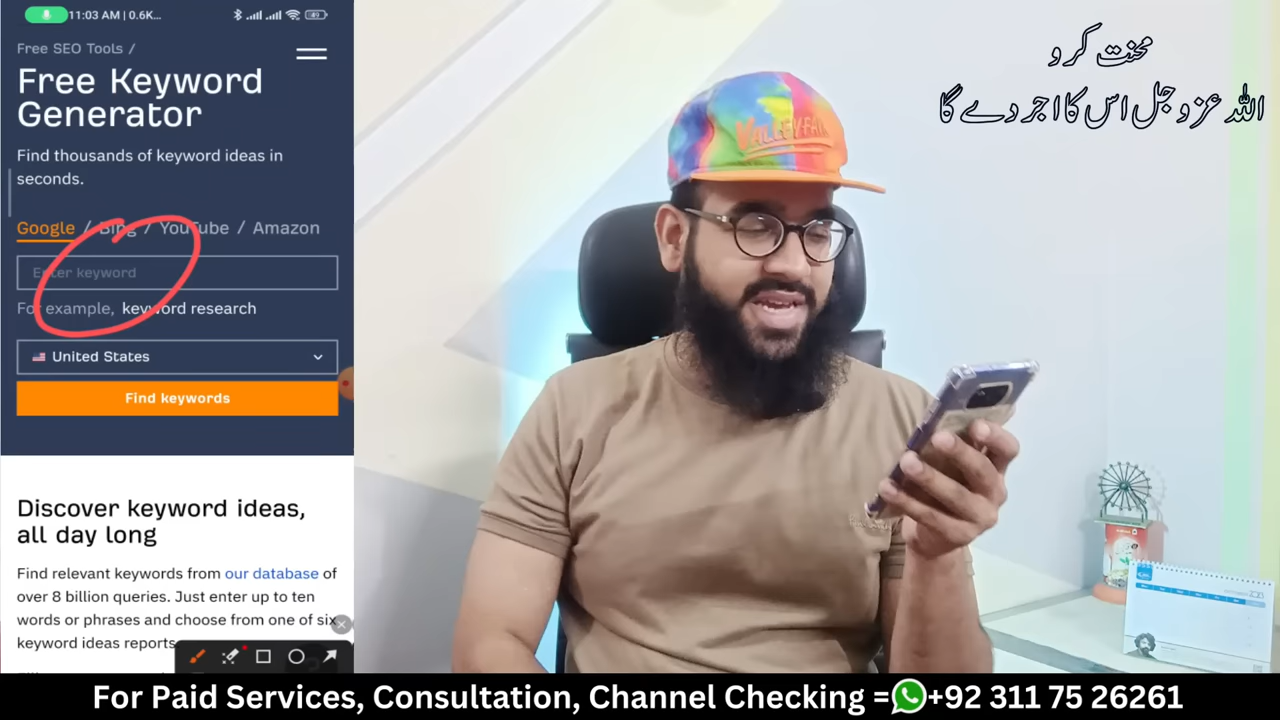 11:03 AM | 0.6K...
49
Free SEO Tools /
Free Keyword
Generator
Find thousands of keyword ideas in
seconds.
Google / Bing / YouTube / Amazon
Enter keyword
For example, keyword research
United States
Find keywords
Discover keyword ideas,
all day long
Find relevant keywords from our database of
over 8 billion queries. Just enter up to ten
words or phrases and choose from one of six
keyword ideas reports
محنت کرو
اللہ عزوجل اس کا اجر دے گا
VALLEYFAIR
For Paid Services, Consultation, Channel Checking = +92 311 75 26261